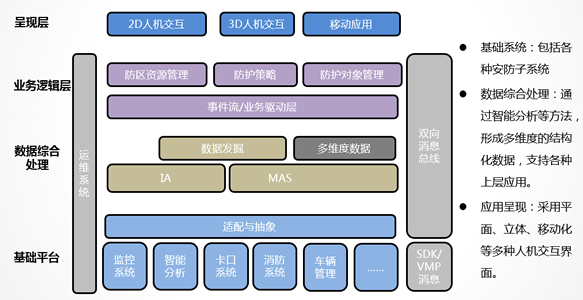 呈现层
2D人机交互
3D人机交互
移动应用
业务逻辑层
防区资源管理
防护策略
防护对象管理
事件流/业务驱动层
数据综合
处理
数据发掘
多维度数据
IA
MAS
运维系统
双向
消息
总线
适配与抽象
基础平台
监控
系统
智能
分析
卡口
系统
消防
系统
车辆
管理
……
SDK/
VMP
消息
● 基础系统：包括各
种安防子系统
● 数据综合处理：通
过智能分析等方法，
形成多维度的结构
化数据，支持各种
上层应用。
● 应用呈现：采用平
面、立体、移动化
等多种人机交互界
面。